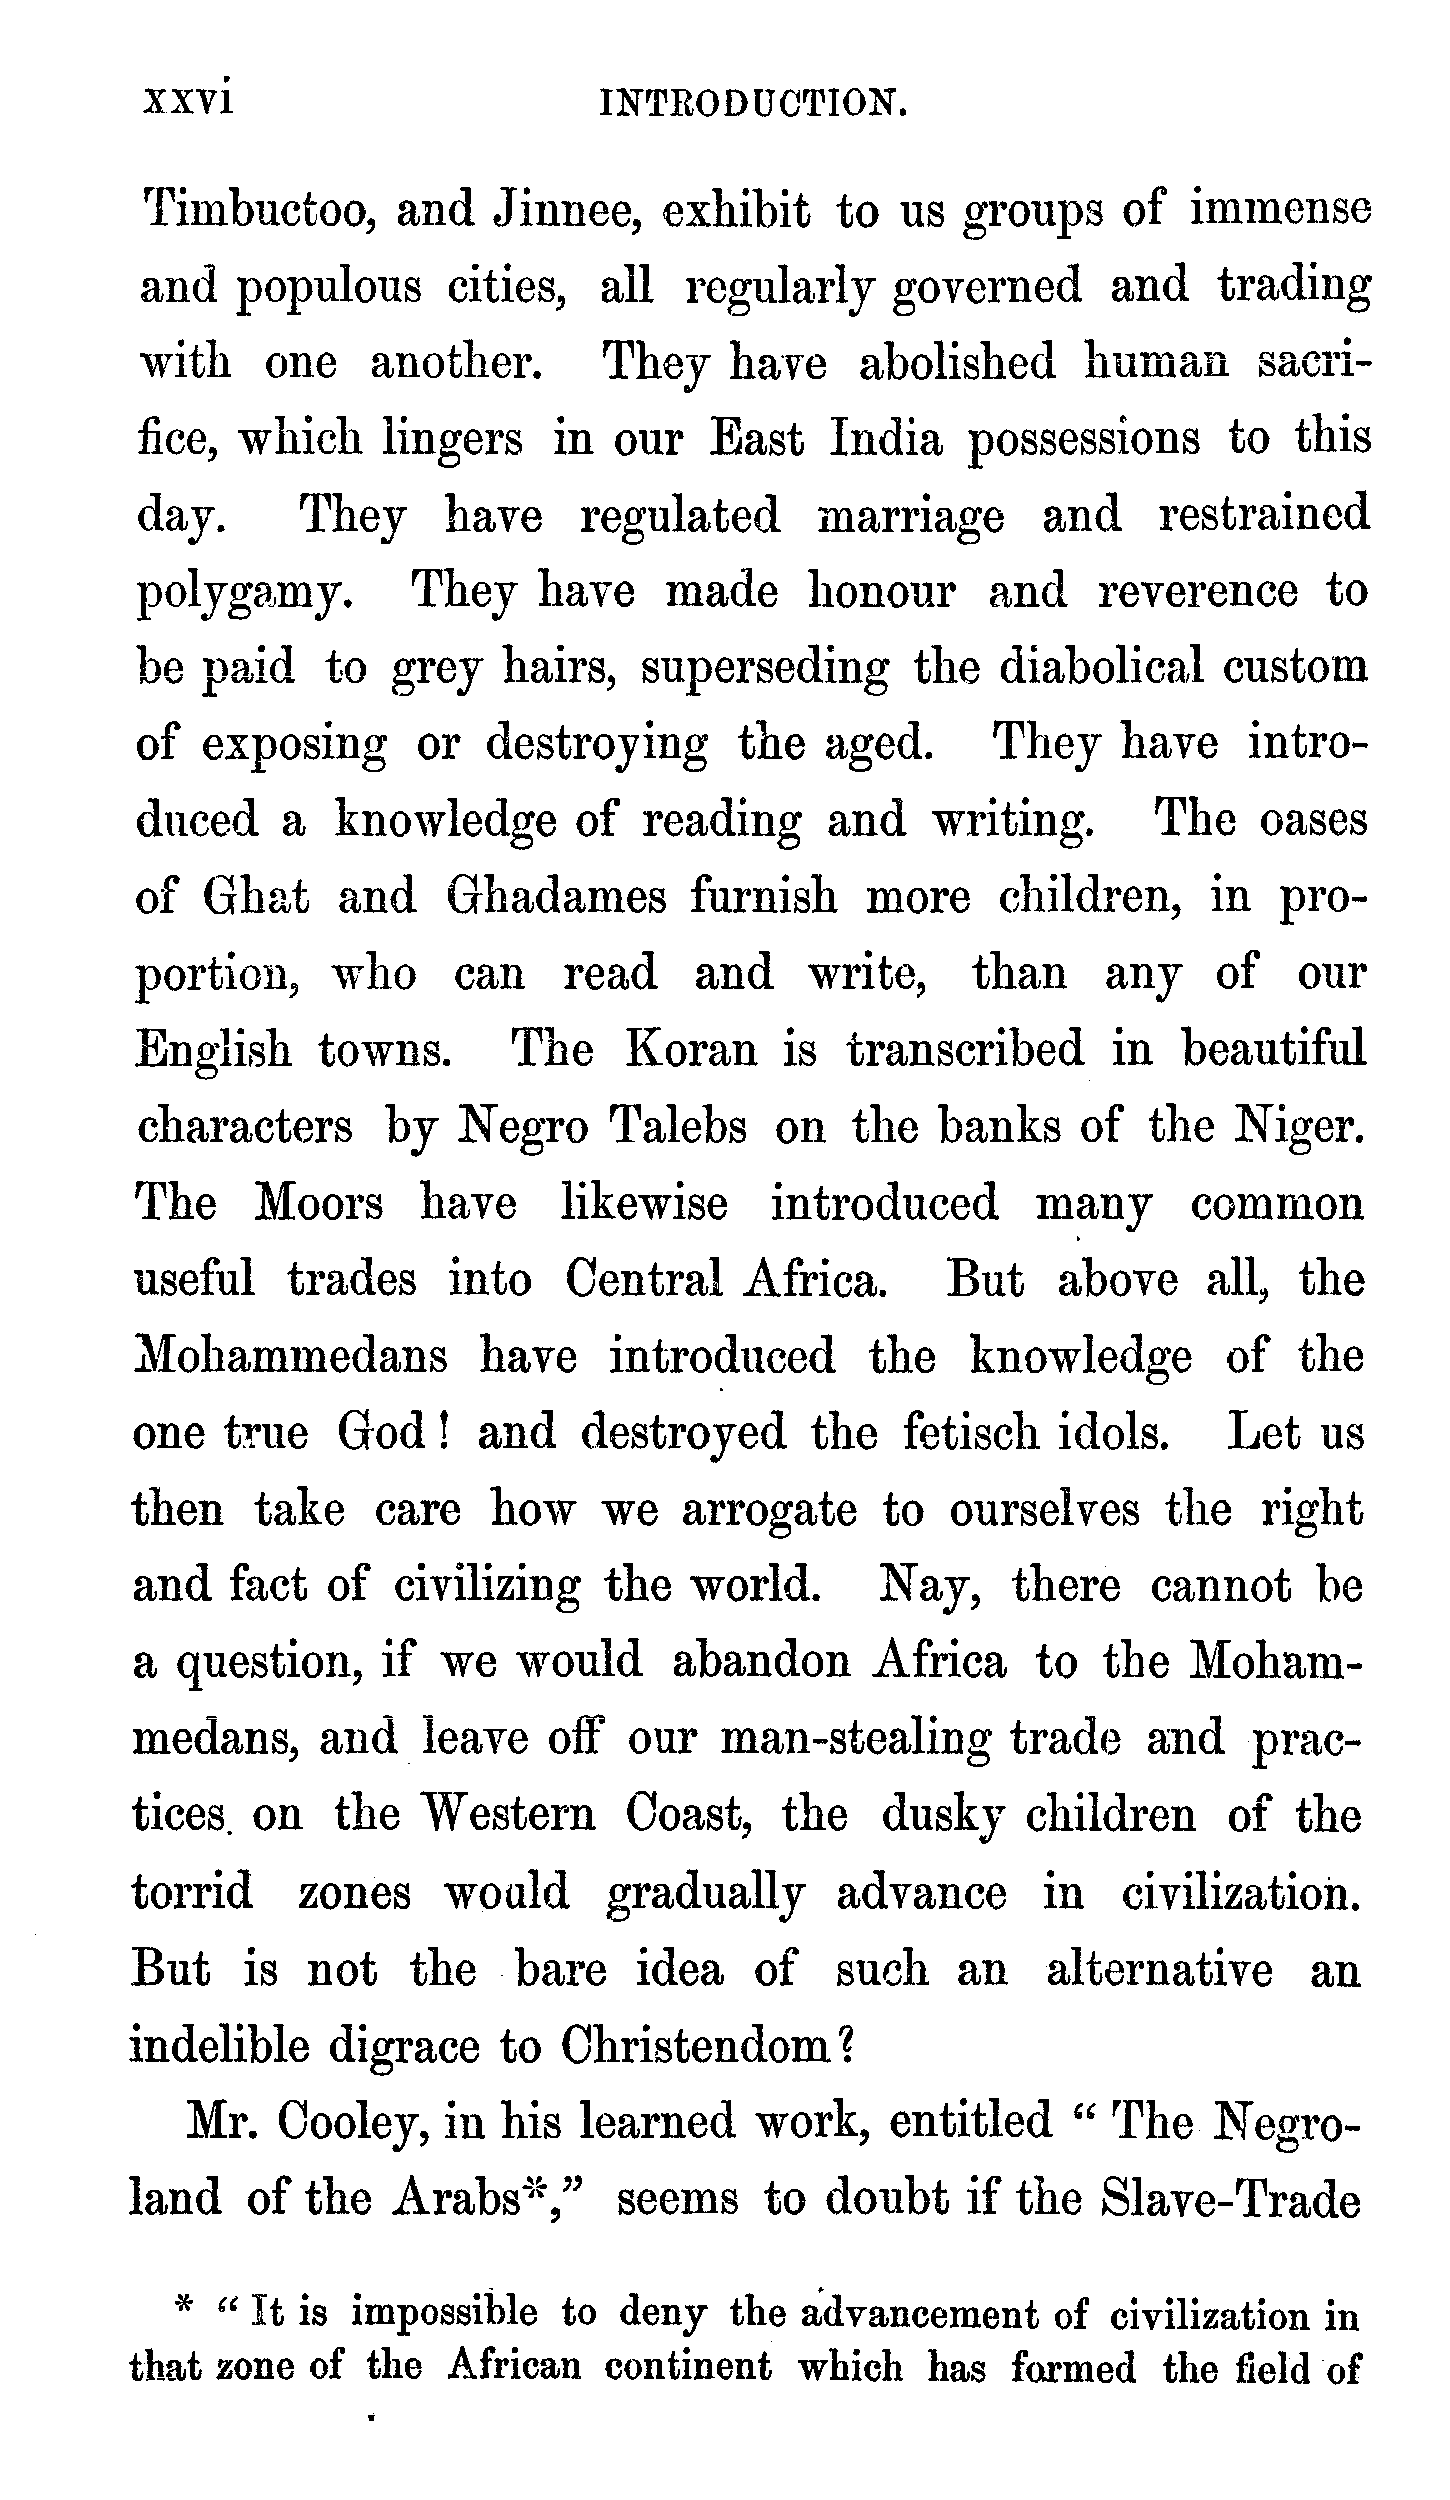 xxvi INTRODUCTION.
Timbuctoo, and Jinnee, exhibit to us groups of immense
and populous cities, all regularly governed and trading
with one another. They have abolished human sacri-
fice, which lingers in our East India possessions to this
day. They have regulated marriage and restrained
polygamy. They have made honour and reverence to
be paid to grey hairs, superseding the diabolical custom
of exposing or destroying the aged. They have intro-
duced a knowledge of reading and writing. The oases
of Ghat and Ghadames furnish more children, in pro-
portion, who can read and write, than any of our
English towns. The Koran is transcribed in beautiful
characters by Negro Talebs on the banks of the Niger.
The Moors have likewise introduced many common
useful trades into Central Africa. But above all, the
Mohammedans have introduced the knowledge of the
one true God! and destroyed the fetisch idols. Let us
then take care how we arrogate to ourselves the right
and fact of civilizing the world. Nay, there cannot be
a question, if we would abandon Africa to the Moham-
medans, and leave off our man-stealing trade and prac-
tices on the Western Coast, the dusky children of the
torrid zones would gradually advance in civilization.
But is not the bare idea of such an alternative an
indelible digrace to Christendom?
Mr. Cooley, in his learned work, entitled "The Negro-
land of the Arabs*," seems to doubt if the Slave-Trade
* "It is impossible to deny the advancement of civilization in
that zone of the African continent which has formed the field of